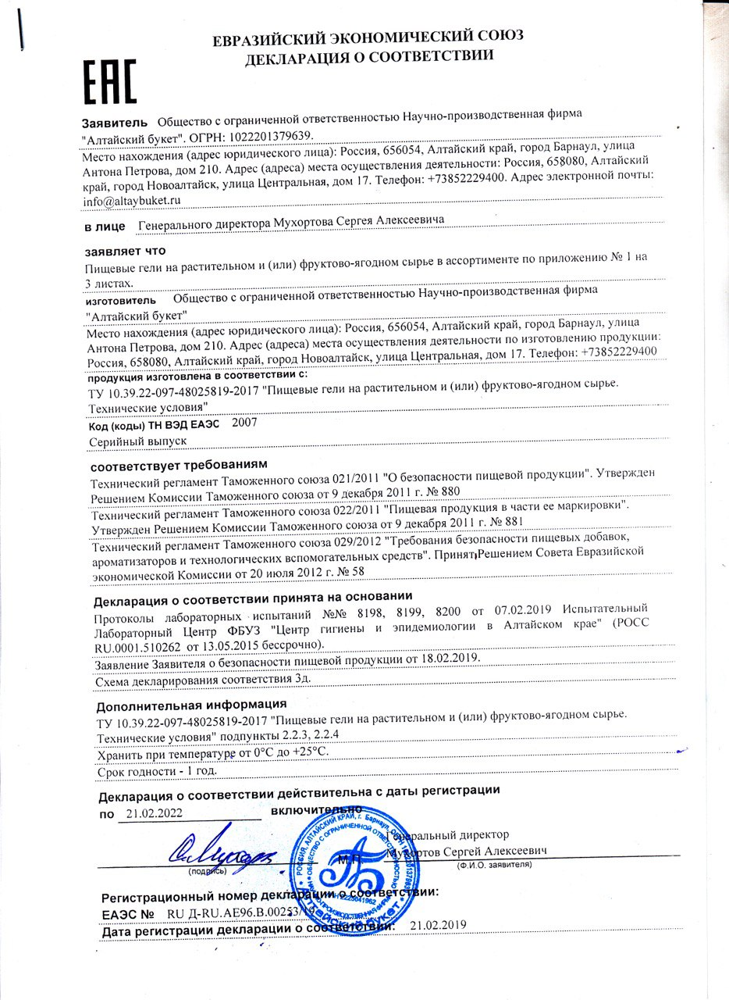 ЕВРАЗИЙСКИЙ ЭКОНОМИЧЕСКИЙ СОЮЗ
ДЕКЛАРАЦИЯ О СООТВЕТСТВИИ
ЕАС
Заявитель Общество с ограниченной ответственностью Научно-производственная фирма
"Алтайский букет". ОГРН: 1022201379639.
Место нахождения (адрес юридического лица): Россия, 656054, Алтайский край, город Барнаул, улица
Антона Петрова, дом 210. Адрес (адреса) места осуществления деятельности: Россия, 658080, Алтайский
край, город Новоалтайск, улица Центральная, дом 17. Телефон: +73852229400. Адрес электронной почты:
info@altaybuket.ru
в лице Генерального директора Мухортова Сергея Алексеевича
заявляет что
Пищевые гели на растительном и (или) фруктово-ягодном сырье в ассортименте по приложению № 1 на
3 листах.
изготовитель Общество с ограниченной ответственностью Научно-производственная фирма
"Алтайский букет"
Место нахождения (адрес юридического лица): Россия, 656054, Алтайский край, город Барнаул, улица
Антона Петрова, дом 210. Адрес (адреса) места осуществления деятельности по изготовлению продукции:
Россия, 658080, Алтайский край, город Новоалтайск, улица Центральная, дом 17. Телефон: +73852229400
продукция изготовлена в соответствии с:
ТУ 10.39.22-097-48025819-2017 "Пищевые гели на растительном и (или) фруктово-ягодном сырье.
Технические условия"
Код (коды) ТН ВЭД ЕАЭС 2007
Серийный выпуск
соответствует требованиям
Технический регламент Таможенного союза 021/2011 "О безопасности пищевой продукции". Утвержден
Решением Комиссии Таможенного союза от 9 декабря 2011 г. № 880
Технический регламент Таможенного союза 022/2011 "Пищевая продукция в части ее маркировки".
Утвержден Решением Комиссии Таможенного союза от 9 декабря 2011 г. № 881
Технический регламент Таможенного союза 029/2012 "Требования безопасности пищевых добавок,
ароматизаторов и технологических вспомогательных средств". Принят Решением Совета Евразийской
экономической Комиссии от 20 июля 2012 г. № 58
Декларация о соответствии принята на основании
Протоколы лабораторных испытаний №№ 8198, 8199, 8200 от 07.02.2019 Испытательный
Лабораторный Центр ФБУЗ "Центр гигиены и эпидемиологии в Алтайском крае" (РОСС
RU.0001.510262 от 13.05.2015 бессрочно).
Заявление Заявителя о безопасности пищевой продукции от 18.02.2019.
Схема декларирования соответствия 3д.
Дополнительная информация
ТУ 10.39.22-097-48025819-2017 "Пищевые гели на растительном и (или) фруктово-ягодном сырье.
Технические условия" подпункты 2.2.3, 2.2.4
Хранить при температуре от 0°С до +25°С.
Срок годности - 1 год.
Декларация о соответствии действительна с даты регистрации
по 21.02.2022 включительно
Генеральный директор
М.П. Мухортов Сергей Алексеевич
(подпись) (Ф.И.О. заявителя)
РОССИЯ, АЛТАЙСКИЙ КРАЙ, г. Барнаул, ОГРН 1022201379639
ОБЩЕСТВО С ОГРАНИЧЕННОЙ ОТВЕТСТВЕННОСТЬЮ
НАУЧНО-ПРОИЗВОДСТВЕННАЯ ФИРМА
ИНН 2225041962
Алтайский букет
Регистрационный номер декларации о соответствии:
ЕАЭС № RU Д-RU.АЕ96.В.00253/19
Дата регистрации декларации о соответствии: 21.02.2019